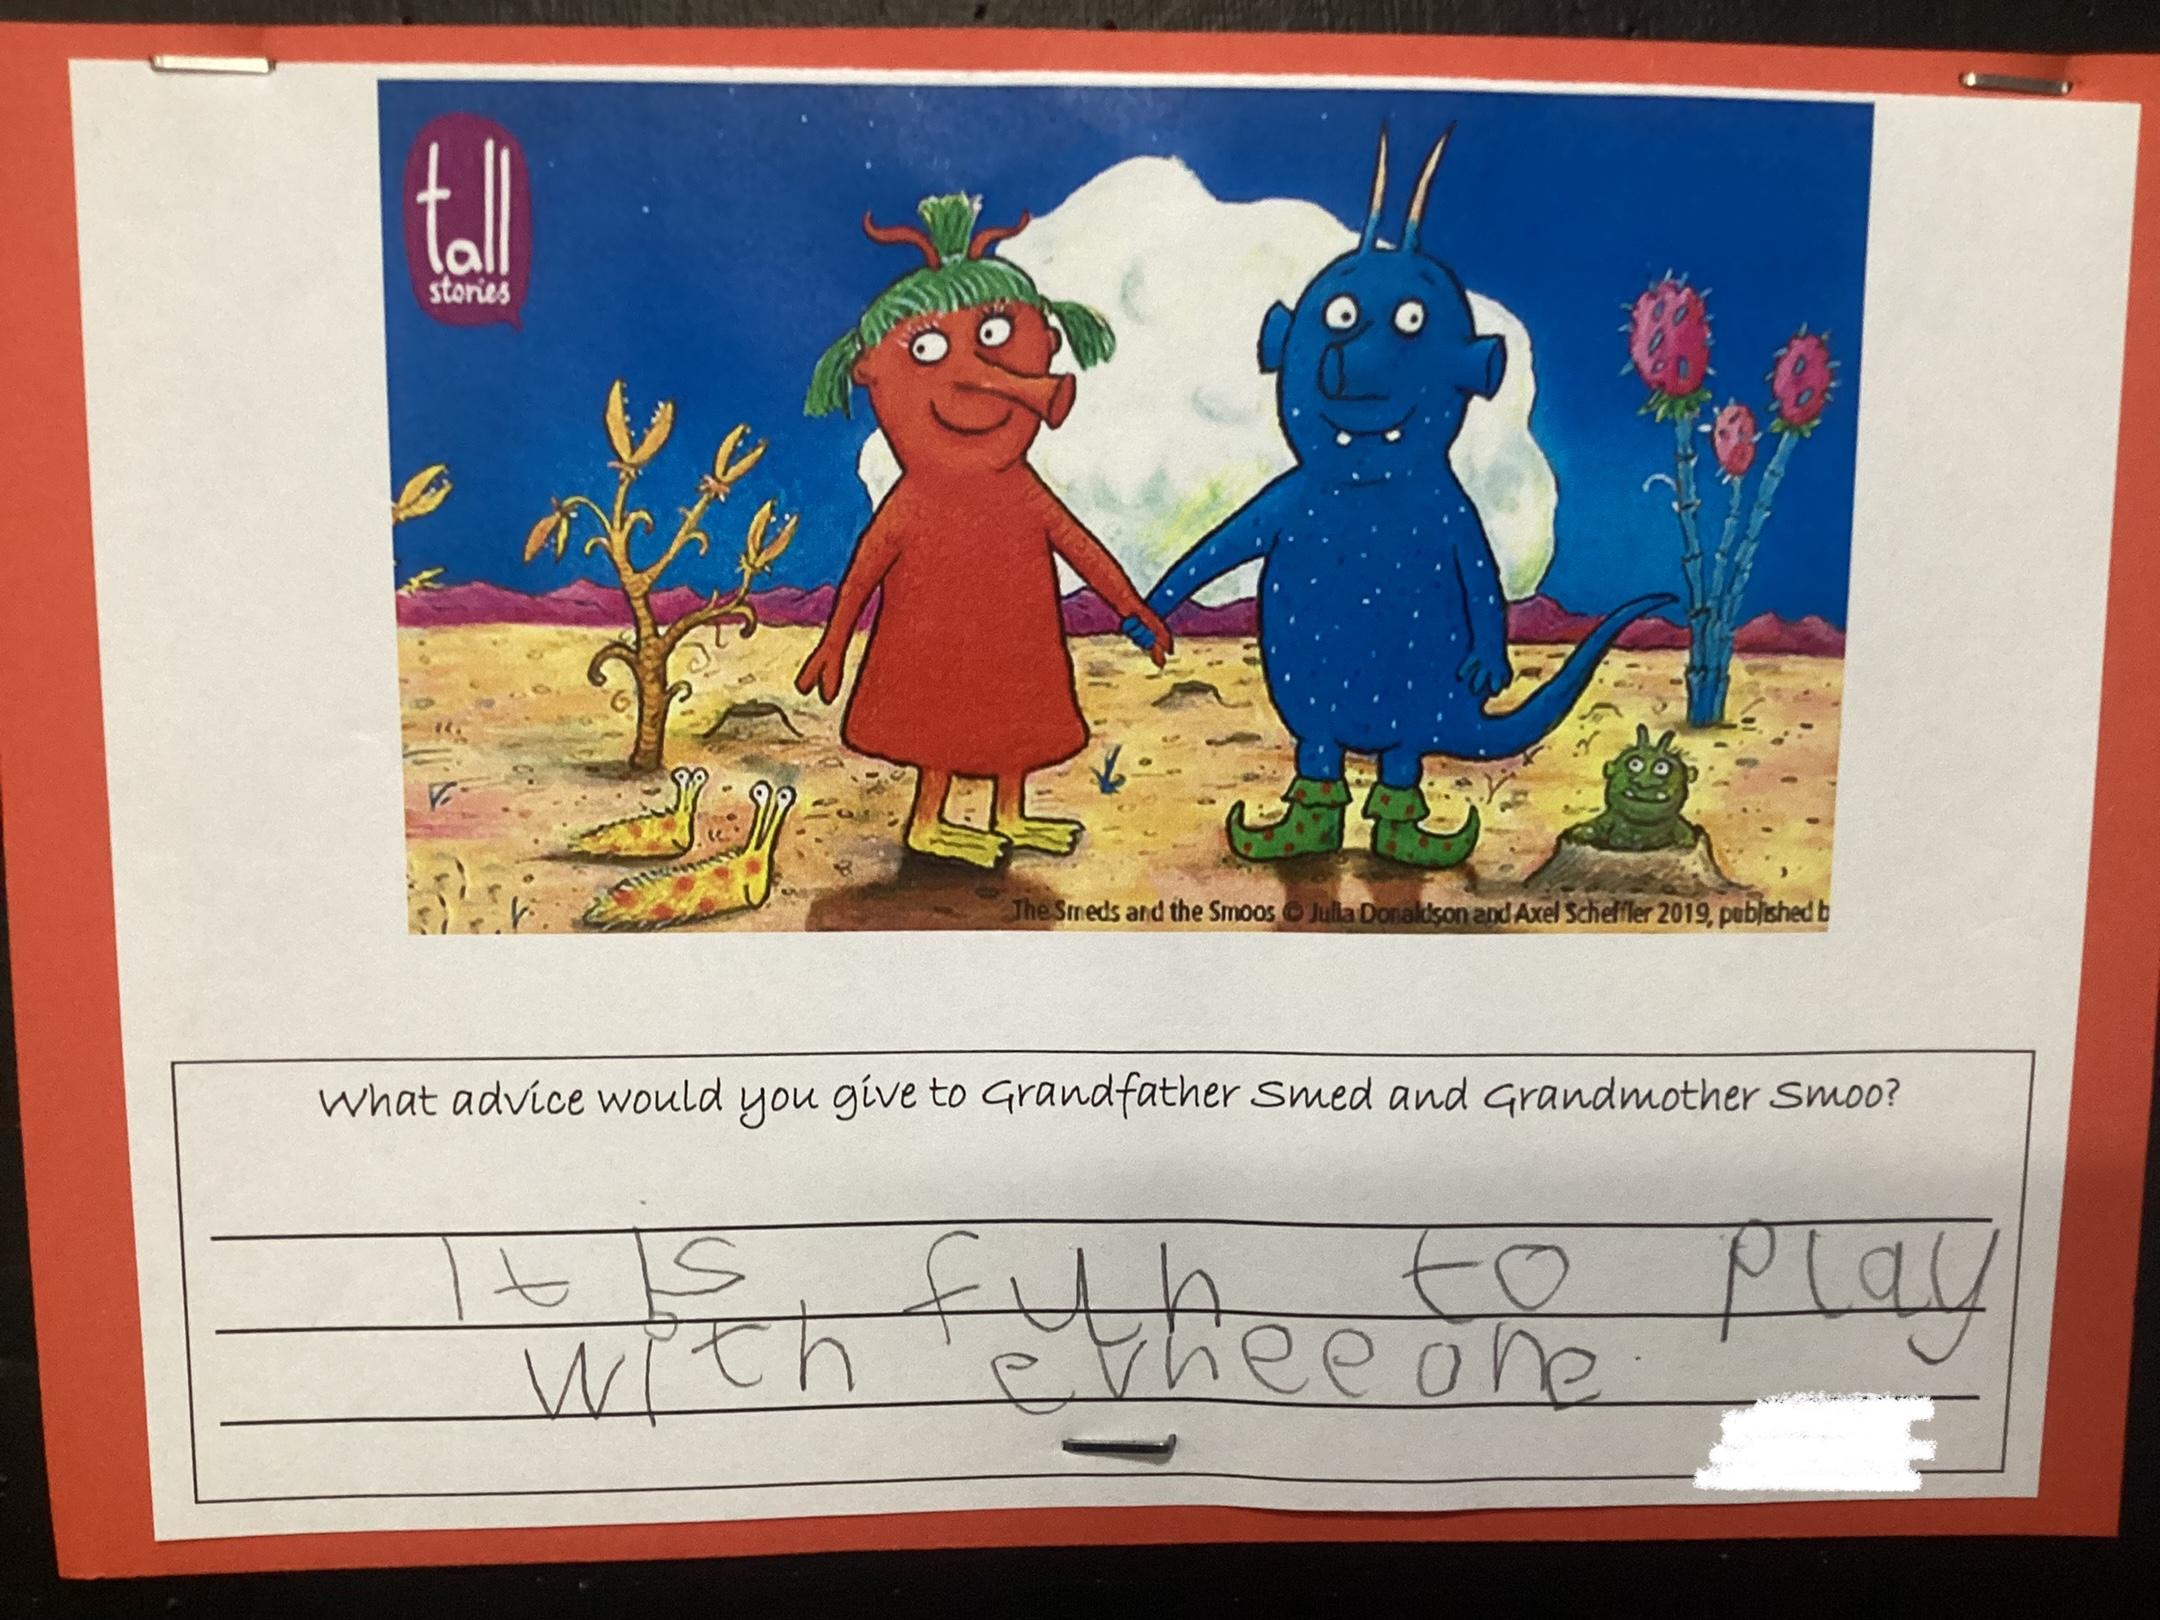 tall
stories
The Smeds and the Smoos © Julia Donaldson and Axel Scheffler 2019, published b
What advice would you give to Grandfather Smed and Grandmother Smoo?
It Is fun to play
with evheeone.